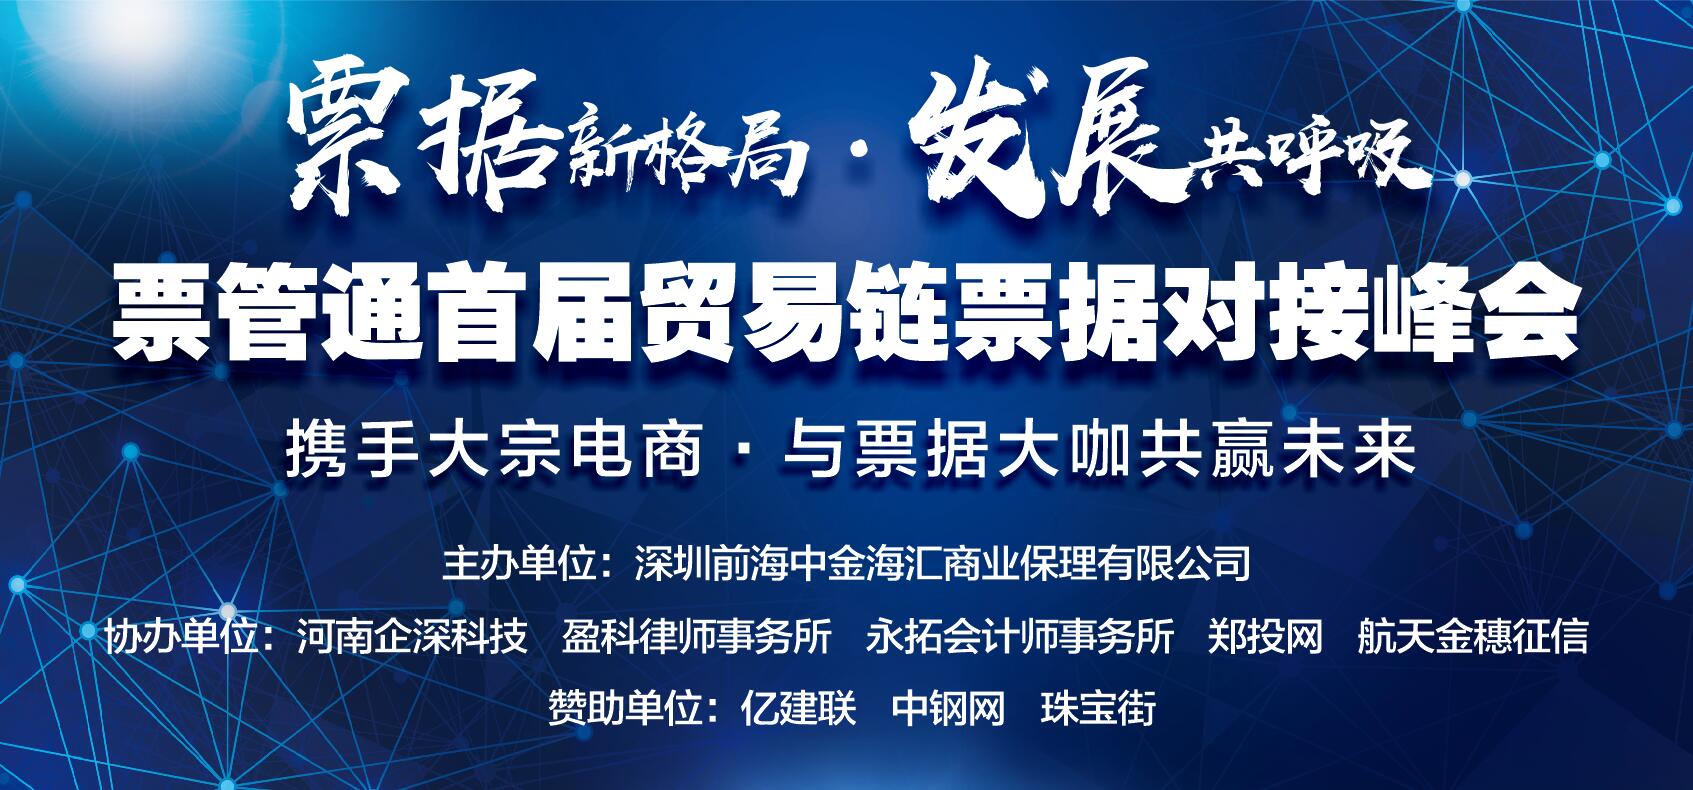 票据新格局·发展共呼吸
票管通首届贸易链票据对接峰会
携手大宗电商·与票据大咖共赢未来
主办单位：深圳前海中金海汇商业保理有限公司
协办单位：河南企深科技 盈科律师事务所 永拓会计师事务所 郑投网 航天金穗征信
赞助单位：亿建联 中钢网 珠宝街